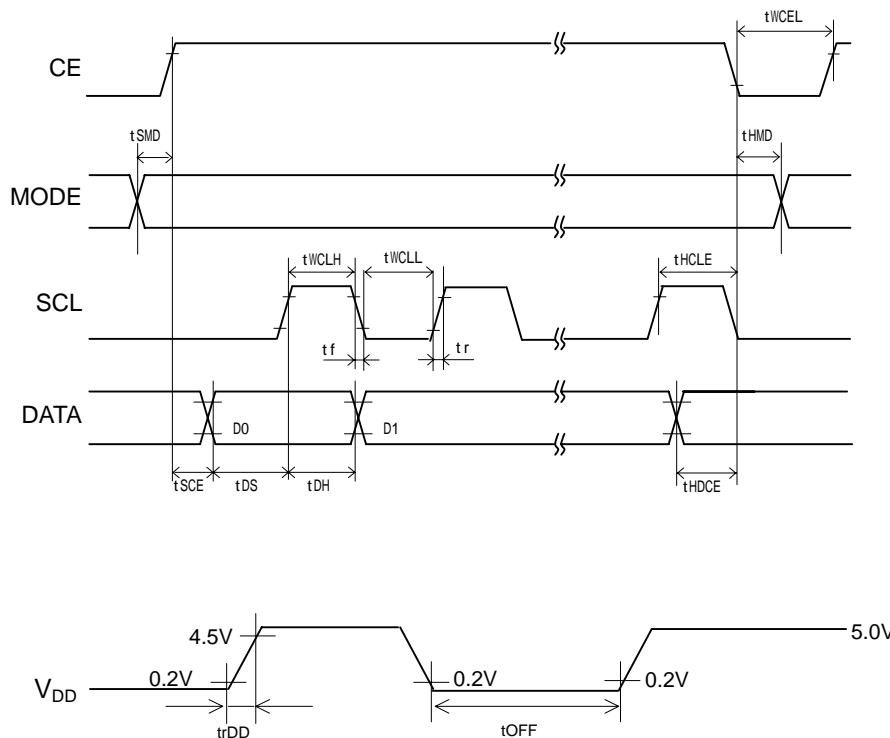 tWCEL
CE
tSMD
tHMD
MODE
tWCLH
tWCLL
tHCLE
SCL
tf
tr
DATA
D0
D1
tSCE
tDS
tDH
tHDCE
4.5V
5.0V
0.2V
0.2V
0.2V
VDD
trDD
tOFF